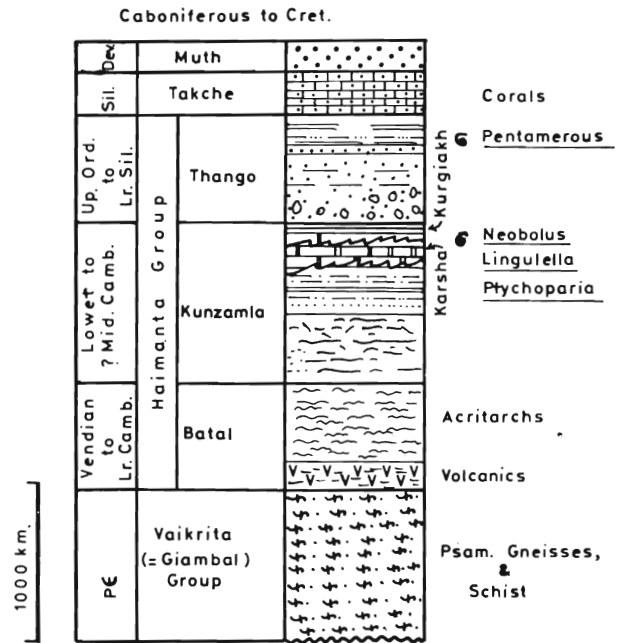 Caboniferous to Cret.
Dev.
Muth
Sil.
Takche
Corals
Up. Ord.
to
Lr. Sil.
Haimanta Group
Thango
Kurgiakh
Pentamerous
Lower to
? Mid. Camb.
Kunzamla
Karsha
Neobolus
Lingulella
Ptychoparia
Vendian
to
Lr. Camb.
Batal
Acritarchs
Volcanics
1000 km.
PЄ
Vaikrita
(= Giambal)
Group
Psam. Gneisses,
&
Schist